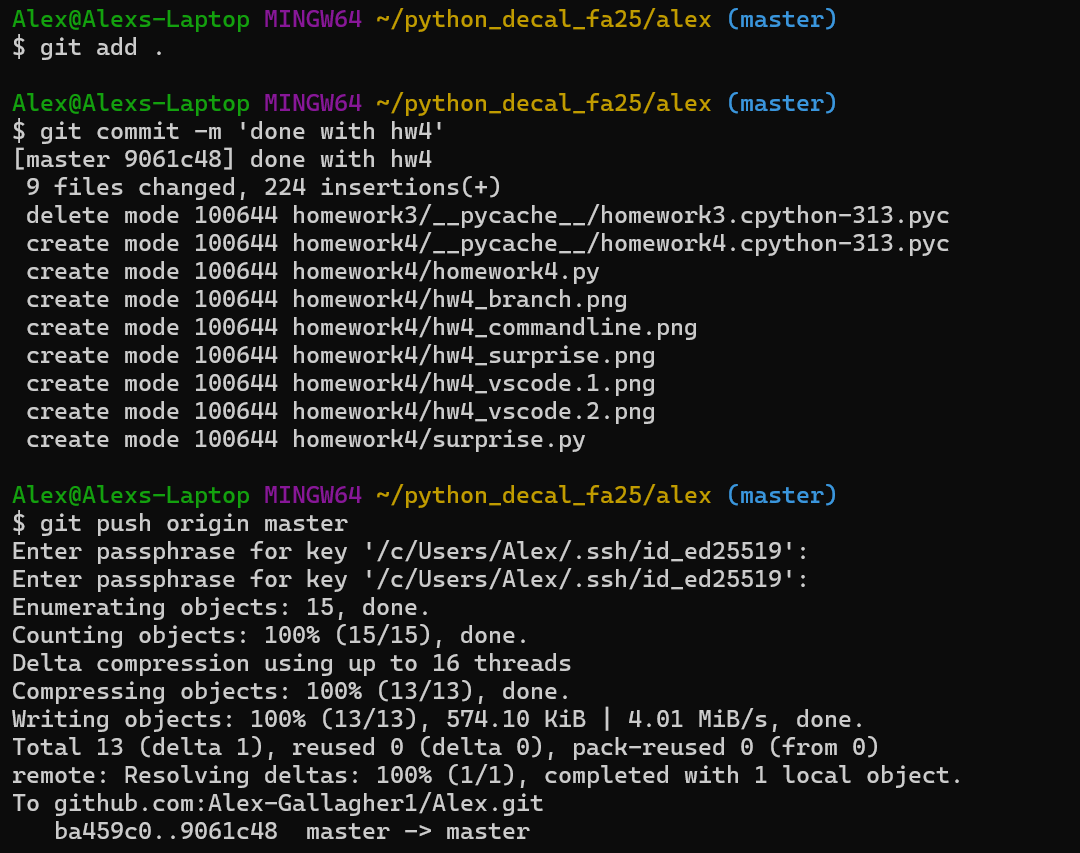 Alex@Alexs-Laptop MINGW64 ~/python_decal_fa25/alex (master)
$ git add .
Alex@Alexs-Laptop MINGW64 ~/python_decal_fa25/alex (master)
$ git commit -m 'done with hw4'
[master 9061c48] done with hw4
 9 files changed, 224 insertions(+)
 delete mode 100644 homework3/__pycache__/homework3.cpython-313.pyc
 create mode 100644 homework4/__pycache__/homework4.cpython-313.pyc
 create mode 100644 homework4/homework4.py
 create mode 100644 homework4/hw4_branch.png
 create mode 100644 homework4/hw4_commandline.png
 create mode 100644 homework4/hw4_surprise.png
 create mode 100644 homework4/hw4_vscode.1.png
 create mode 100644 homework4/hw4_vscode.2.png
 create mode 100644 homework4/surprise.py
Alex@Alexs-Laptop MINGW64 ~/python_decal_fa25/alex (master)
$ git push origin master
Enter passphrase for key '/c/Users/Alex/.ssh/id_ed25519':
Enter passphrase for key '/c/Users/Alex/.ssh/id_ed25519':
Enumerating objects: 15, done.
Counting objects: 100% (15/15), done.
Delta compression using up to 16 threads
Compressing objects: 100% (13/13), done.
Writing objects: 100% (13/13), 574.10 KiB | 4.01 MiB/s, done.
Total 13 (delta 1), reused 0 (delta 0), pack-reused 0 (from 0)
remote: Resolving deltas: 100% (1/1), completed with 1 local object.
To github.com:Alex-Gallagher1/Alex.git
   ba459c0..9061c48  master -> master